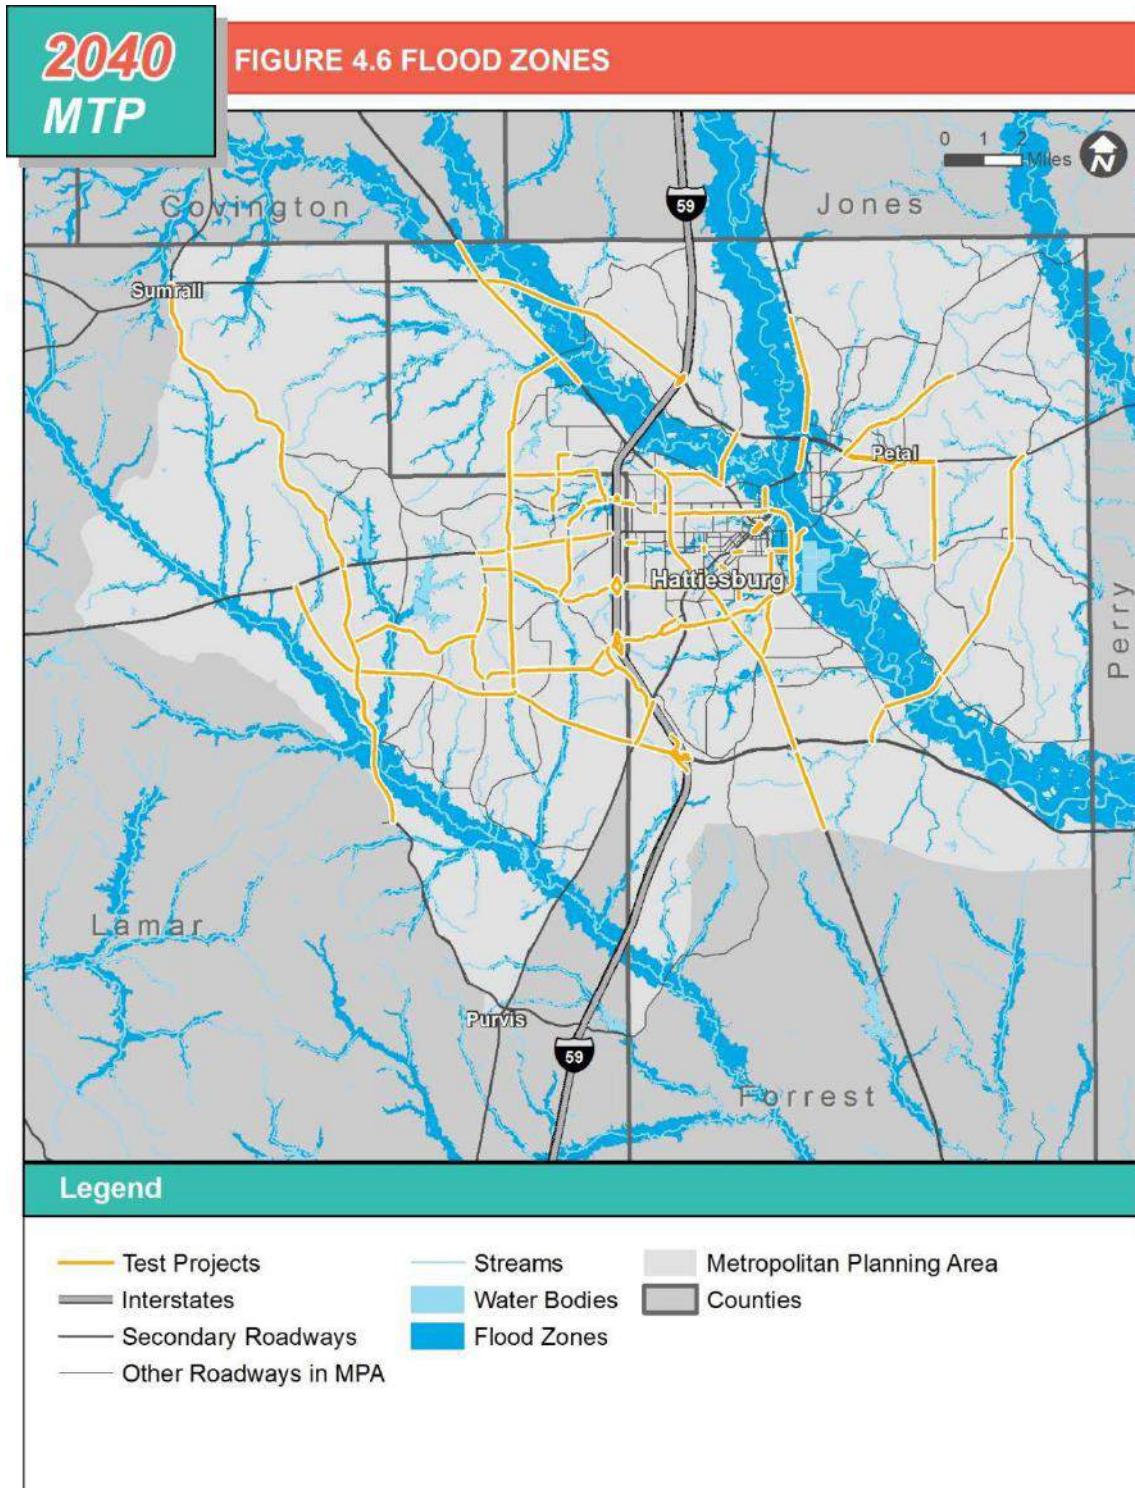 2040
MTP
FIGURE 4.6 FLOOD ZONES
0 1 2
Miles
N
Covington
59
Jones
Sumrall
Petal
Hattiesburg
Perry
Lamar
Purvis
59
Forrest
Legend
Test Projects
Interstates
Secondary Roadways
Other Roadways in MPA
Streams
Water Bodies
Flood Zones
Metropolitan Planning Area
Counties